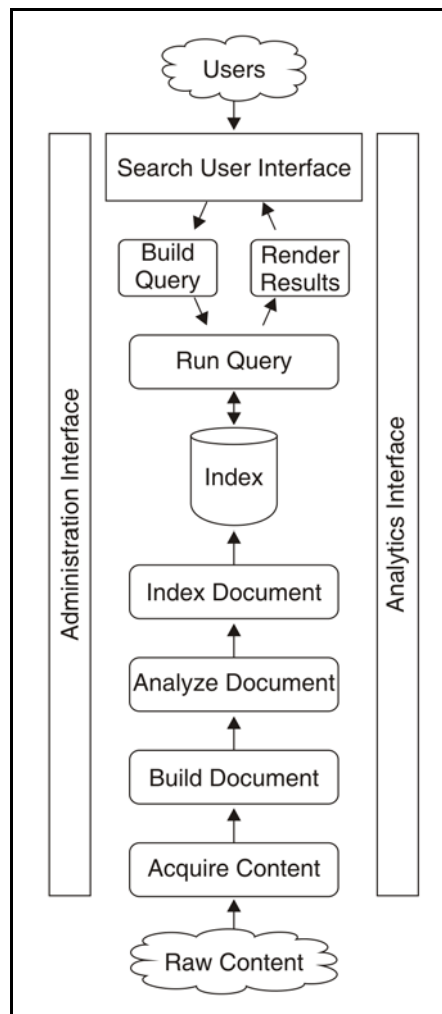 Users
Search User Interface
Build
Query
Render
Results
Run Query
Administration Interface
Analytics Interface
Index
Index Document
Analyze Document
Build Document
Acquire Content
Raw Content